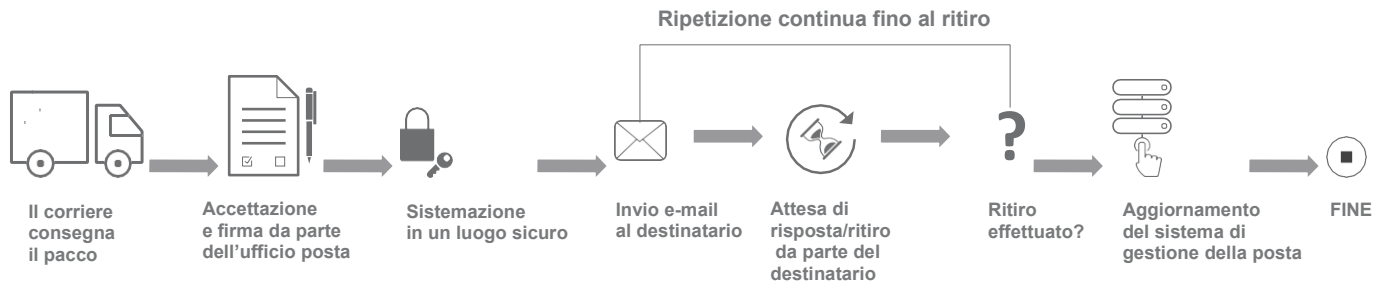 Ripetizione continua fino al ritiro
?
Il corriere
consegna
il pacco
Accettazione
e firma da parte
dell'ufficio posta
Sistemazione
in un luogo sicuro
Invio e-mail
al destinatario
Attesa di
risposta/ritiro
da parte del
destinatario
Ritiro
effettuato?
Aggiornamento
del sistema di
gestione della posta
FINE